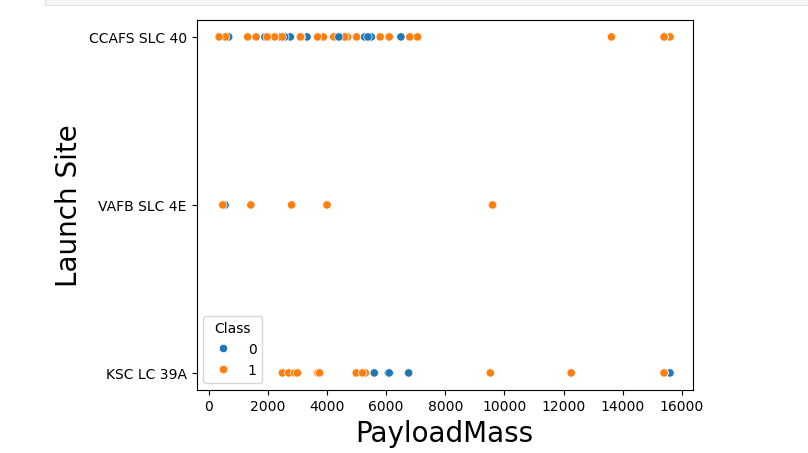 CCAFS SLC 40
VAFB SLC 4E
KSC LC 39A
Launch Site
Class
0
1
0 2000 4000 6000 8000 10000 12000 14000 16000
PayloadMass